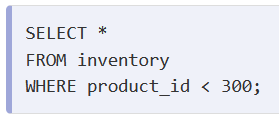 SELECT *
FROM inventory
WHERE product_id < 300;